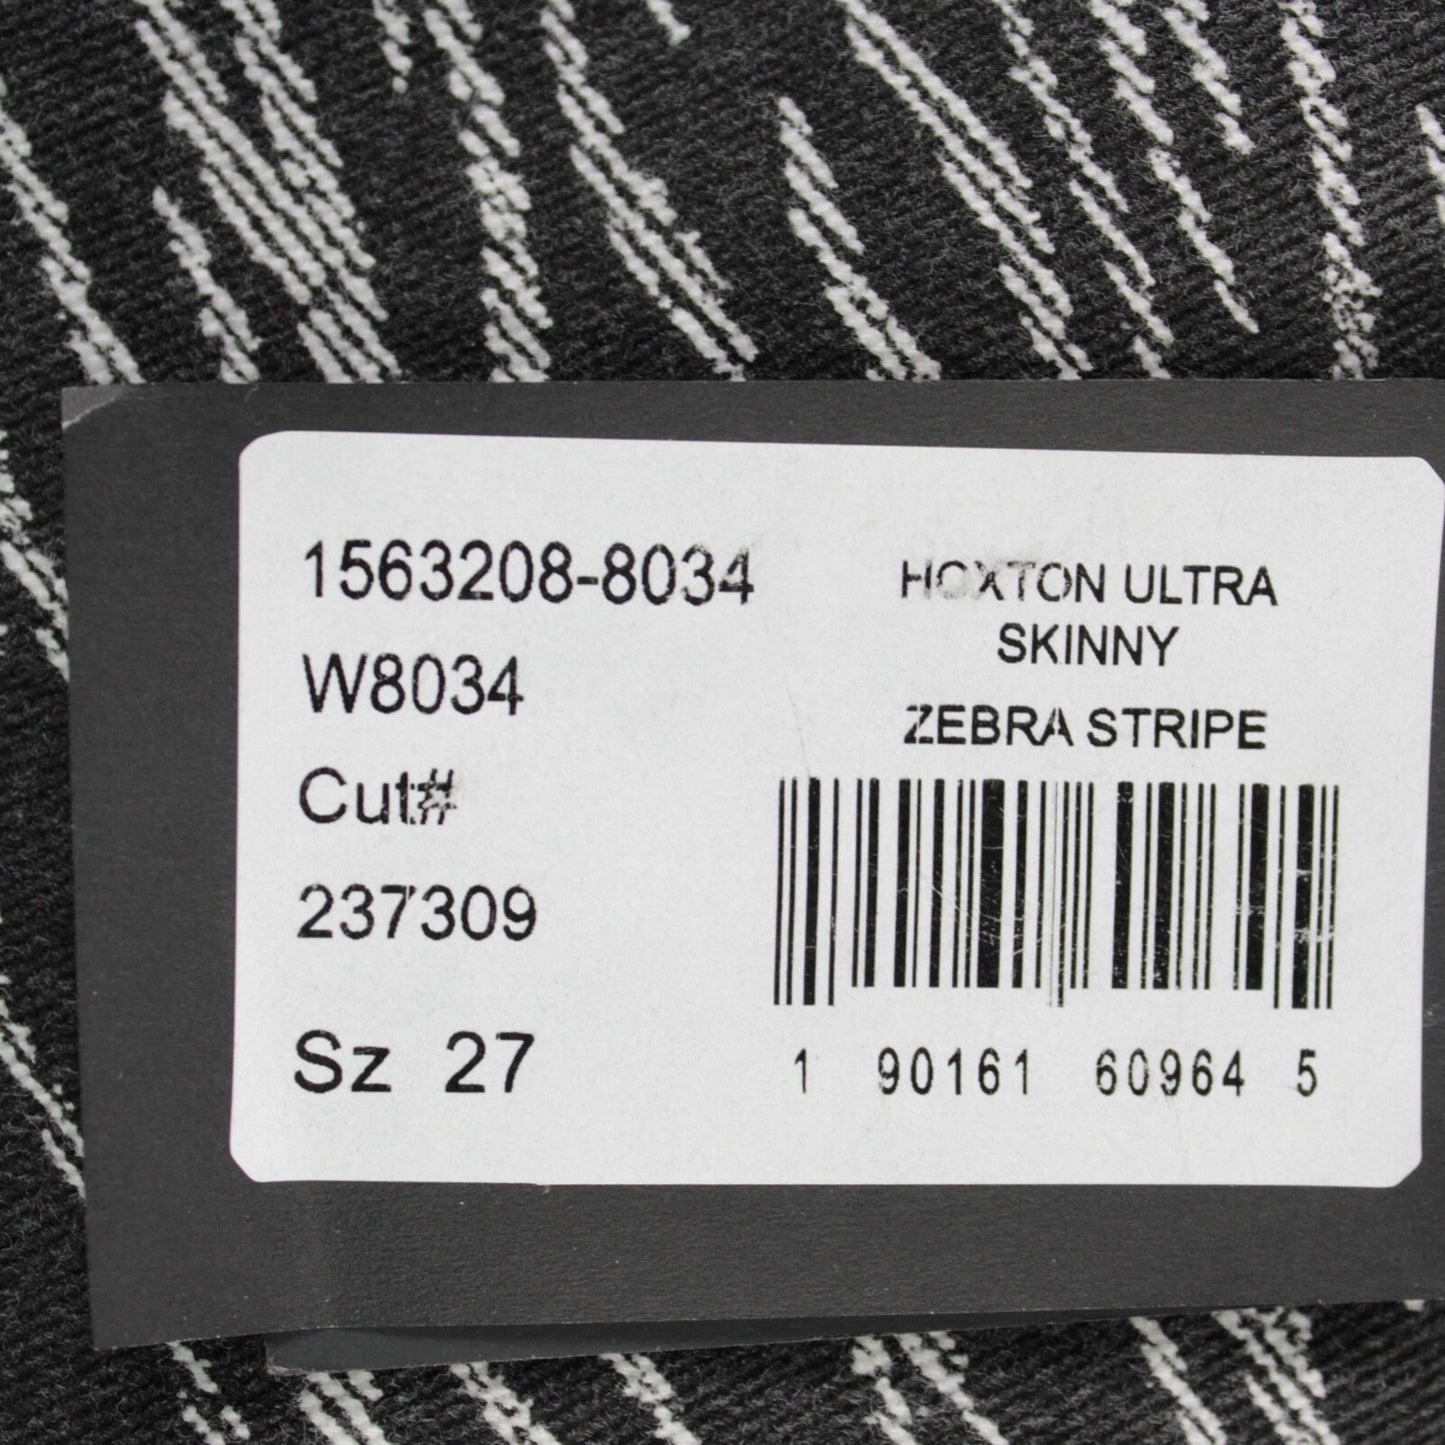 1563208-8034
W8034
Cut#
237309
Sz 27
HOXTON ULTRA
SKINNY
ZEBRA STRIPE
1 90161 60964 5